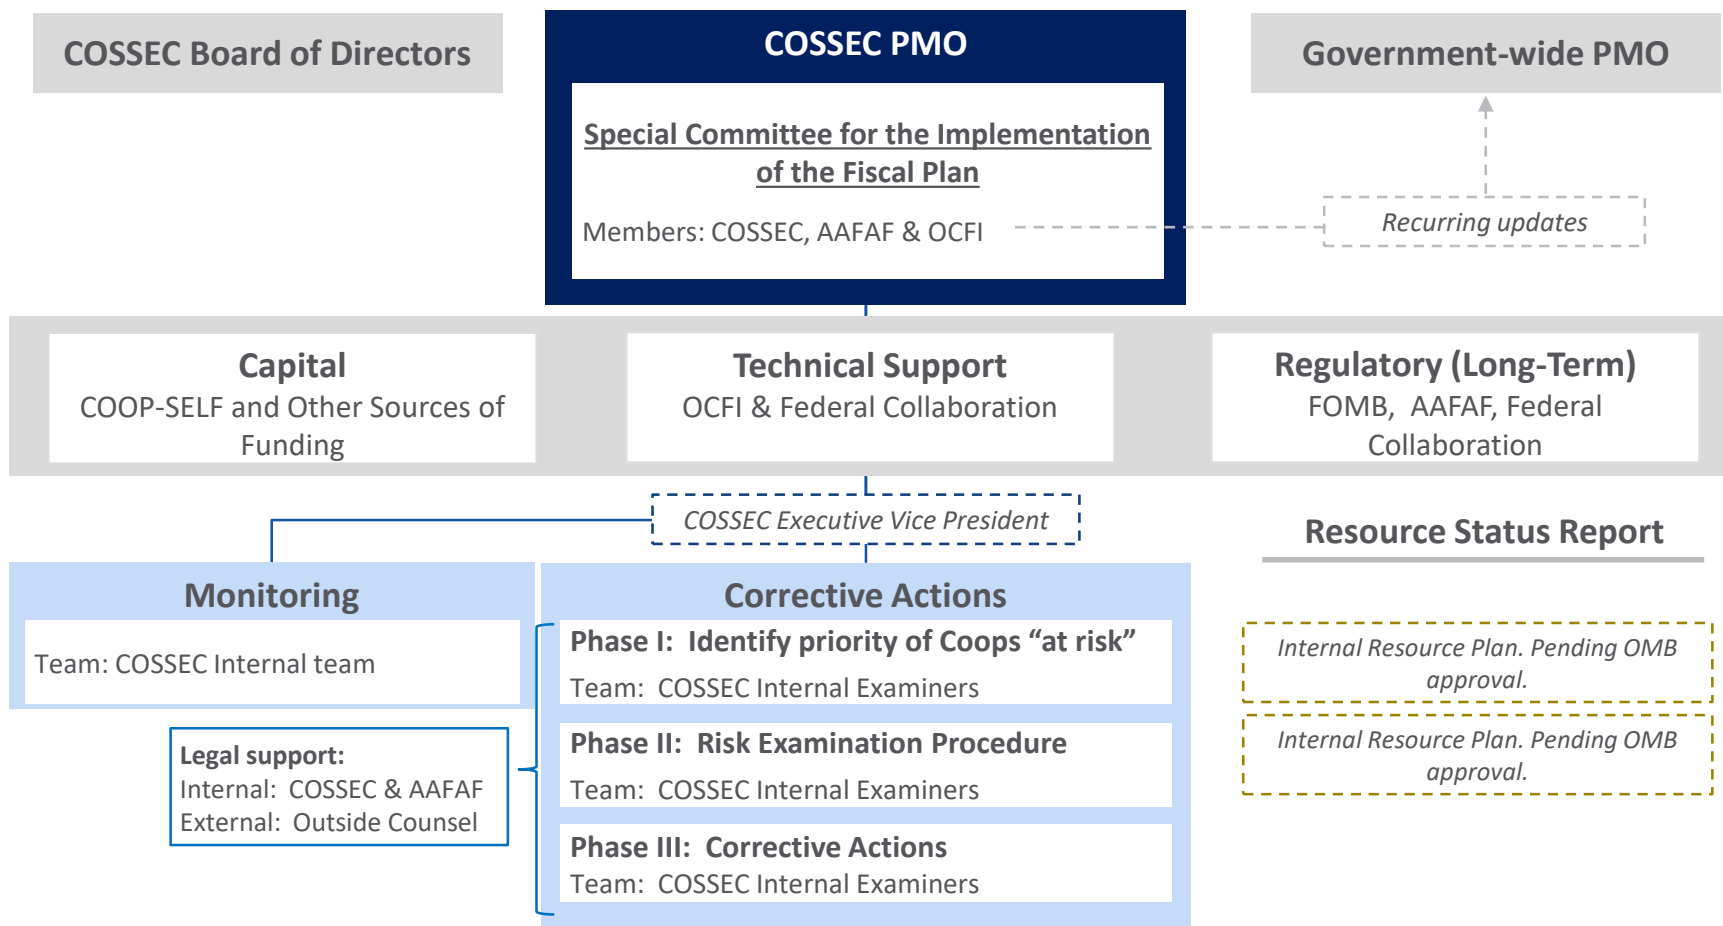 COSSEC Board of Directors
COSSEC PMO
Government-wide PMO
Special Committee for the Implementation
of the Fiscal Plan
Members: COSSEC, AAFAF & OCFI
Recurring updates
Capital
COOP-SELF and Other Sources of
Funding
Technical Support
OCFI & Federal Collaboration
Regulatory (Long-Term)
FOMB,  AAFAF, Federal
Collaboration
COSSEC Executive Vice President
Resource Status Report
Monitoring
Team: COSSEC Internal team
Corrective Actions
Phase I:  Identify priority of Coops “at risk”
Team:  COSSEC Internal Examiners
Internal Resource Plan. Pending OMB
approval.
Legal support:
Internal:  COSSEC & AAFAF
External:  Outside Counsel
Phase II:  Risk Examination Procedure
Team:  COSSEC Internal Examiners
Internal Resource Plan. Pending OMB
approval.
Phase III:  Corrective Actions
Team:  COSSEC Internal Examiners